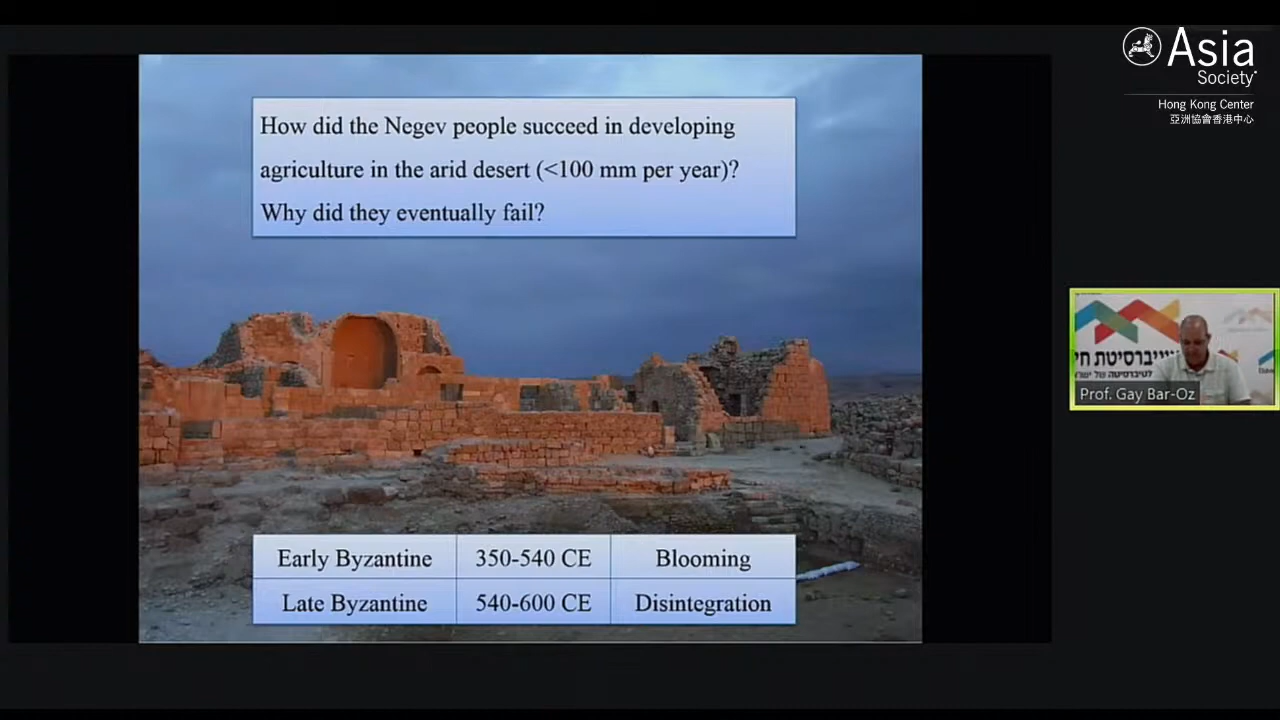 Asia
Society
Hong Kong Center
亞洲協會香港中心
How did the Negev people succeed in developing
agriculture in the arid desert (<100 mm per year)?
Why did they eventually fail?
Early Byzantine 350-540 CE Blooming
Late Byzantine 540-600 CE Disintegration
Prof. Gay Bar-Oz